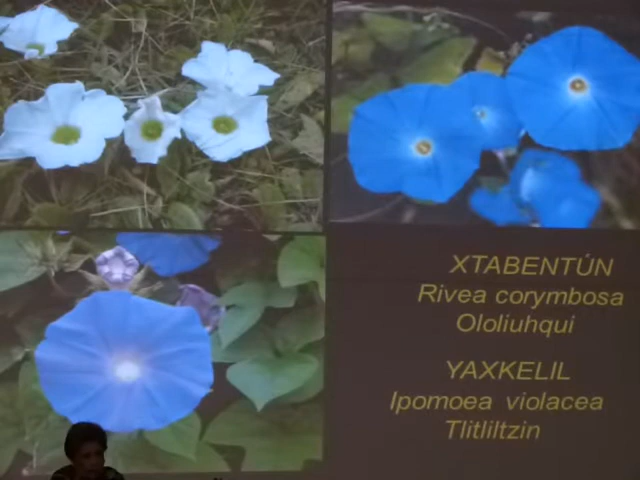 XTABENTÚN
Rivea corymbosa
Ololiuhqui
YAXKELIL
Ipomoea violacea
Tlitliltzin